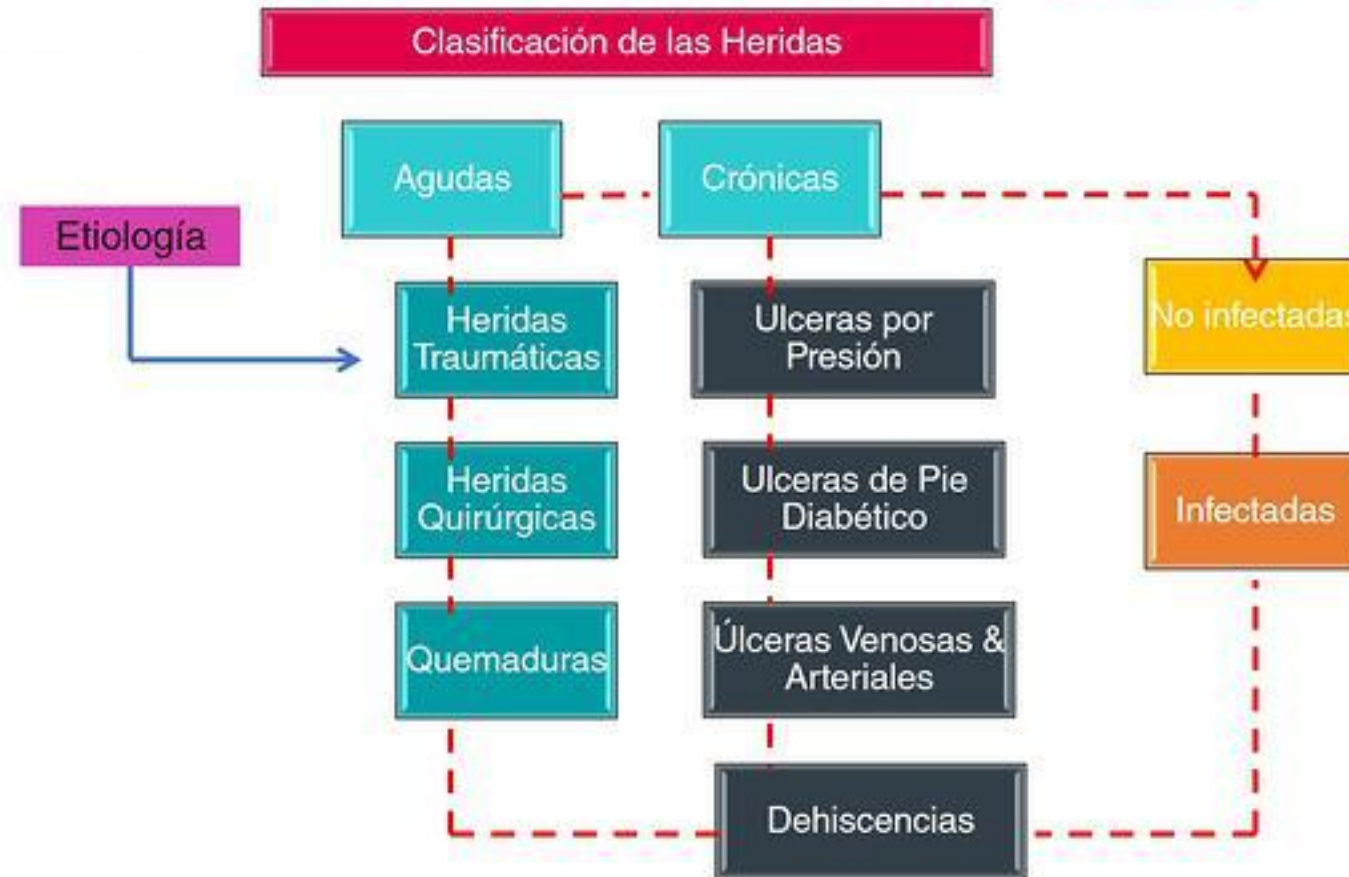 Clasificación de las Heridas
Agudas
Crónicas
Etiología
Heridas
Traumáticas
Ulceras por
Presión
No infectadas
Heridas
Quirúrgicas
Ulceras de Pie
Diabético
Infectadas
Quemaduras
Úlceras Venosas &
Arteriales
Dehiscencias